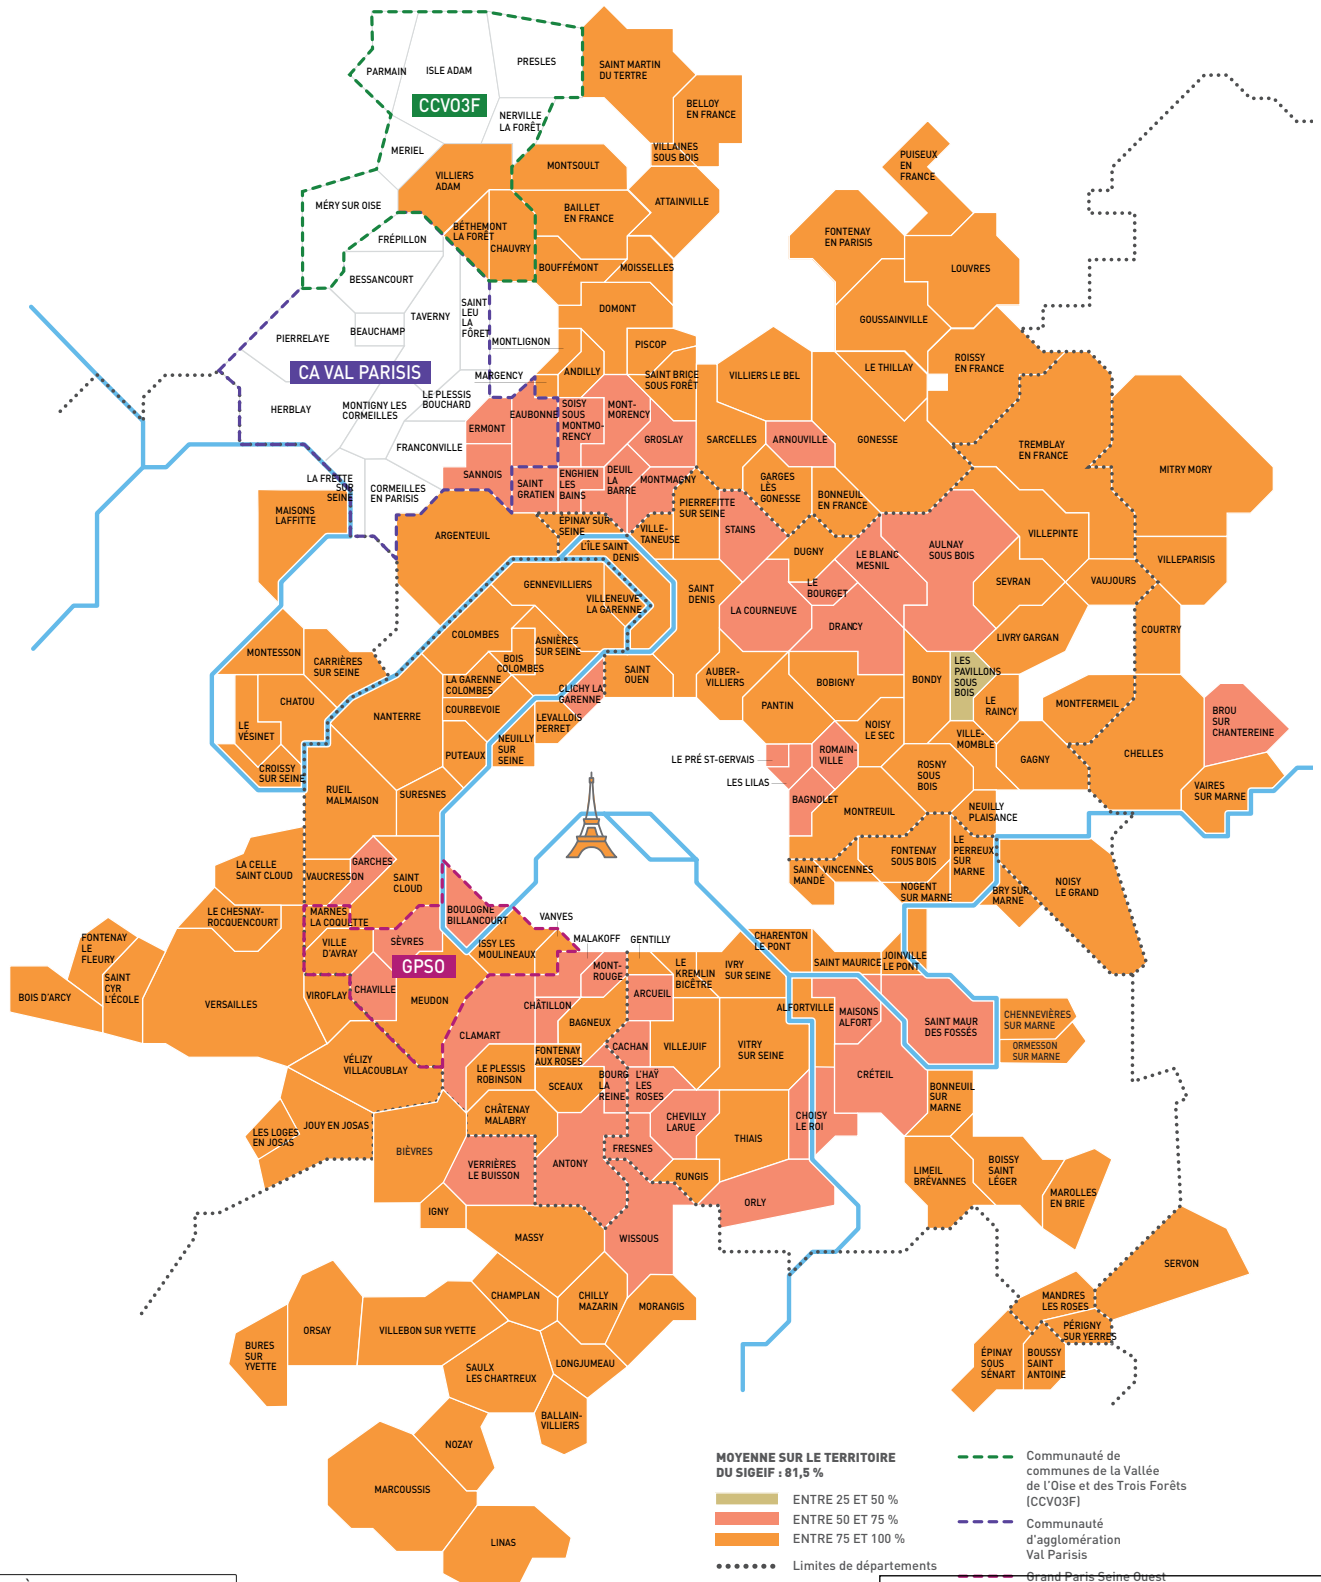 PARMAIN
ISLE ADAM
PRESLES
CCVO3F
NERVILLE
LA FORÊT
MERIEL
SAINT MARTIN
DU TERTRE
BELLOY
EN FRANCE
VILLAINES
SOUS BOIS
MONTSOULT
VILLIERS
ADAM
MÉRY SUR OISE
BAILLET
EN FRANCE
ATTAINVILLE
PUISEUX
EN
FRANCE
FONTENAY
EN PARISIS
LOUVRES
FRÉPILLON
BÉTHEMONT
LA FORÊT
CHAUVRY
BOUFFÉMONT
MOISSELLES
BESSANCOURT
SAINT
LEU
LA
FÔRET
TAVERNY
DOMONT
GOUSSAINVILLE
PIERRELAYE
BEAUCHAMP
MONTLIGNON
PISCOP
ROISSY
EN FRANCE
CA VAL PARISIS
MARGENCY
ANDILLY
SAINT BRICE
SOUS FORÊT
VILLIERS LE BEL
LE THILLAY
HERBLAY
MONTIGNY LES
CORMEILLES
LE PLESSIS
BOUCHARD
EAUBONNE
SOISY
SOUS
MONTMO-
RENCY
MONT-
MORENCY
ERMONT
GROSLAY
SARCELLES
ARNOUVILLE
GONESSE
TREMBLAY
EN FRANCE
MITRY MORY
FRANCONVILLE
SANNOIS
SAINT
GRATIEN
ENGHIEN
LES
BAINS
DEUIL
LA
BARRE
MONTMAGNY
GARGES
LÈS
GONESSE
BONNEUIL
EN FRANCE
LA FRETTE
SUR
SEINE
CORMEILLES
EN PARISIS
MAISONS
LAFFITTE
ARGENTEUIL
ÉPINAY SUR
SEINE
VILLE-
TANEUSE
PIERREFITTE
SUR SEINE
STAINS
DUGNY
LE BLANC
MESNIL
AULNAY
SOUS BOIS
VILLEPINTE
VILLEPARISIS
L'ÎLE SAINT
DENIS
GENNEVILLIERS
VILLENEUVE
LA GARENNE
SAINT
DENIS
LA COURNEUVE
LE
BOURGET
DRANCY
SEVRAN
VAUJOURS
LIVRY GARGAN
COURTRY
MONTESSON
CARRIÈRES
SUR SEINE
COLOMBES
BOIS
COLOMBES
ASNIÈRES
SUR SEINE
LA GARENNE
COLOMBES
CLICHY LA
GARENNE
SAINT
OUEN
AUBER-
VILLIERS
BOBIGNY
BONDY
LES
PAVILLONS
SOUS
BOIS
LE
RAINCY
MONTFERMEIL
BROU
SUR
CHANTEREINE
CHATOU
LE
VÉSINET
CROISSY
SUR SEINE
NANTERRE
COURBEVOIE
LEVALLOIS
PERRET
PUTEAUX
NEUILLY
SUR
SEINE
PANTIN
NOISY
LE SEC
VILLE-
MOMBLE
GAGNY
CHELLES
VAIRES
SUR MARNE
LE PRÉ ST-GERVAIS
LES LILAS
ROMAIN-
VILLE
BAGNOLET
MONTREUIL
ROSNY
SOUS
BOIS
NEUILLY
PLAISANCE
RUEIL
MALMAISON
SURESNES
LA CELLE
SAINT CLOUD
VAUCRESSON
GARCHES
SAINT
CLOUD
SAINT
MANDÉ
VINCENNES
FONTENAY
SOUS BOIS
NOGENT
SUR MARNE
LE
PERREUX
SUR
MARNE
BRY SUR
MARNE
NOISY
LE GRAND
LE CHESNAY-
ROCQUENCOURT
MARNES
LA COQUETTE
BOULOGNE
BILLANCOURT
VANVES
MALAKOFF
GENTILLY
CHARENTON
LE PONT
SAINT MAURICE
JOINVILLE
LE PONT
FONTENAY
LE
FLEURY
VILLE
D'AVRAY
SÈVRES
ISSY LES
MOULINEAUX
GPSO
MONT-
ROUGE
LE
KREMLIN
BICÊTRE
IVRY
SUR SEINE
BOIS D'ARCY
SAINT
CYR
L'ÉCOLE
VERSAILLES
VIROFLAY
CHAVILLE
MEUDON
CHÂTILLON
ARCUEIL
ALFORTVILLE
MAISONS
ALFORT
SAINT MAUR
DES FOSSÉS
CHENNEVIÈRES
SUR MARNE
ORMESSON
SUR MARNE
CLAMART
BAGNEUX
CACHAN
VILLEJUIF
VITRY
SUR SEINE
VÉLIZY
VILLACOUBLAY
LE PLESSIS
ROBINSON
FONTENAY
AUX ROSES
SCEAUX
BOURG
LA
REINE
L'HAŸ
LES
ROSES
CRÉTEIL
BONNEUIL
SUR
MARNE
LES LOGES
EN JOSAS
JOUY EN JOSAS
BIÈVRES
CHÂTENAY
MALABRY
CHEVILLY
LARUE
THIAIS
CHOISY
LE ROI
VERRIÈRES
LE BUISSON
ANTONY
FRESNES
RUNGIS
ORLY
LIMEIL
BRÉVANNES
BOISSY
SAINT
LÉGER
MAROLLES
EN BRIE
IGNY
MASSY
WISSOUS
SERVON
CHAMPLAN
CHILLY
MAZARIN
MORANGIS
MANDRES
LES ROSES
PÉRIGNY
SUR YERRES
ORSAY
VILLEBON SUR YVETTE
BURES
SUR
YVETTE
SAULX
LES CHARTREUX
LONGJUMEAU
ÉPINAY
SOUS
SÉNART
BOUSSY
SAINT
ANTOINE
BALLAIN-
VILLIERS
NOZAY
MARCOUSSIS
LINAS
MOYENNE SUR LE TERRITOIRE
DU SIGEIF : 81,5 %
ENTRE 25 ET 50 %
ENTRE 50 ET 75 %
ENTRE 75 ET 100 %
Limites de départements
Communauté de
communes de la Vallée
de l'Oise et des Trois Forêts
(CCVO3F)
Communauté
d'agglomération
Val Parisis
Grand Paris Seine Ouest